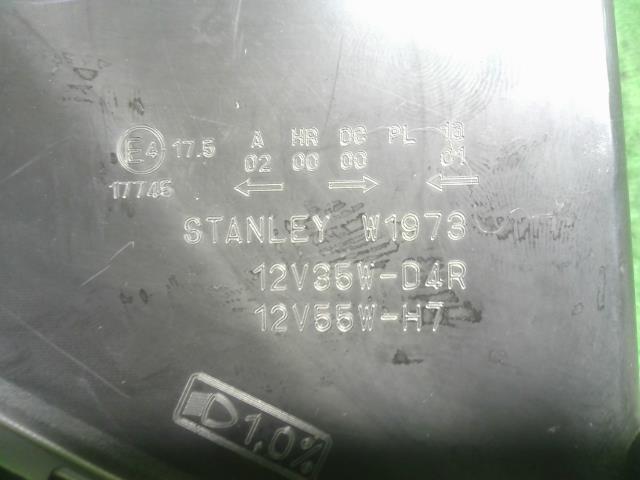 E4 17.5 A HR DC PL 1a
02 00 00 01
17745
STANLEY W1973
12V35W-D4R
12V55W-H7
1,0%